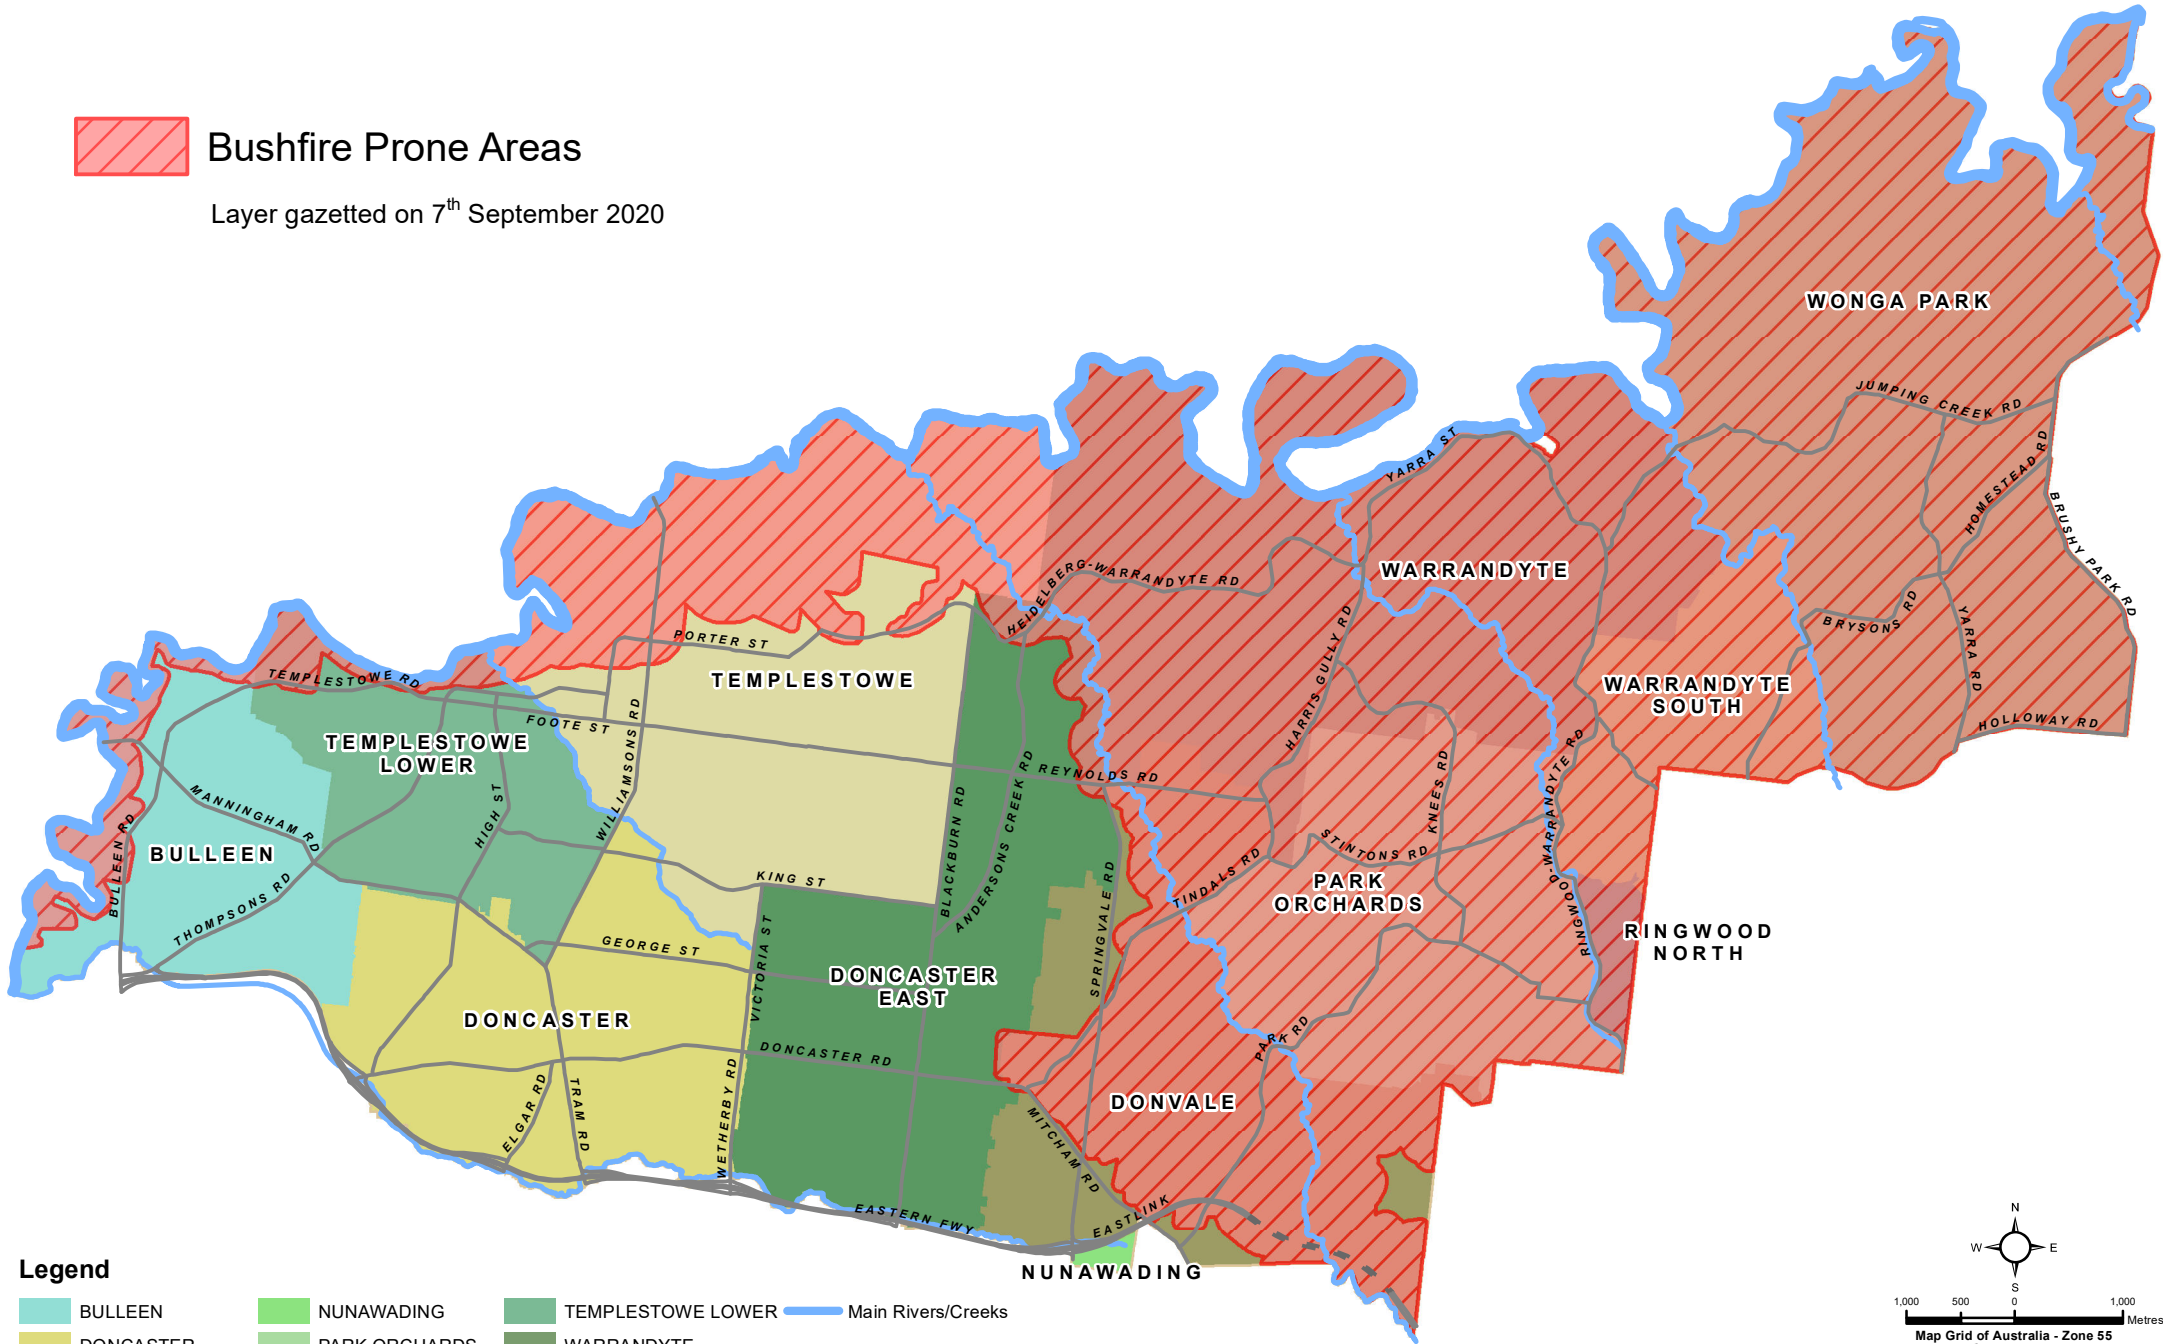 Bushfire Prone Areas
Layer gazetted on 7th September 2020
WONGA PARK
JUMPING CREEK RD
HOMESTEAD RD
BRUSHY PARK RD
YARRA ST
WARRANDYTE
HEIDELBERG-WARRANDYTE RD
BRYSONS RD
YARRA RD
HARRIS GULLY RD
WARRANDYTE
SOUTH
HOLLOWAY RD
PORTER ST
TEMPLESTOWE RD
TEMPLESTOWE
FOOTE ST
TEMPLESTOWE
LOWER
WILLIAMSONS RD
REYNOLDS RD
RINGWOOD-WARRANDYTE RD
KNEES RD
MANNINGHAM RD
HIGH ST
BLACKBURN RD
ANDERSONS CREEK RD
STINTONS RD
BULLEEN RD
BULLEEN
TINDALS RD
PARK
ORCHARDS
KING ST
THOMPSONS RD
SPRINGVALE RD
RINGWOOD
NORTH
GEORGE ST
VICTORIA ST
DONCASTER
EAST
DONCASTER
PARK RD
DONCASTER RD
ELGAR RD
TRAM RD
WETHERBY RD
MITCHAM RD
DONVALE
EASTERN FWY
EASTLINK
NUNAWADING
N
W
E
S
Legend
BULLEEN
NUNAWADING
TEMPLESTOWE LOWER
Main Rivers/Creeks
DONCASTER
PARK ORCHARDS
WARRANDYTE
1,000 500 0 1,000
Metres
Map Grid of Australia - Zone 55